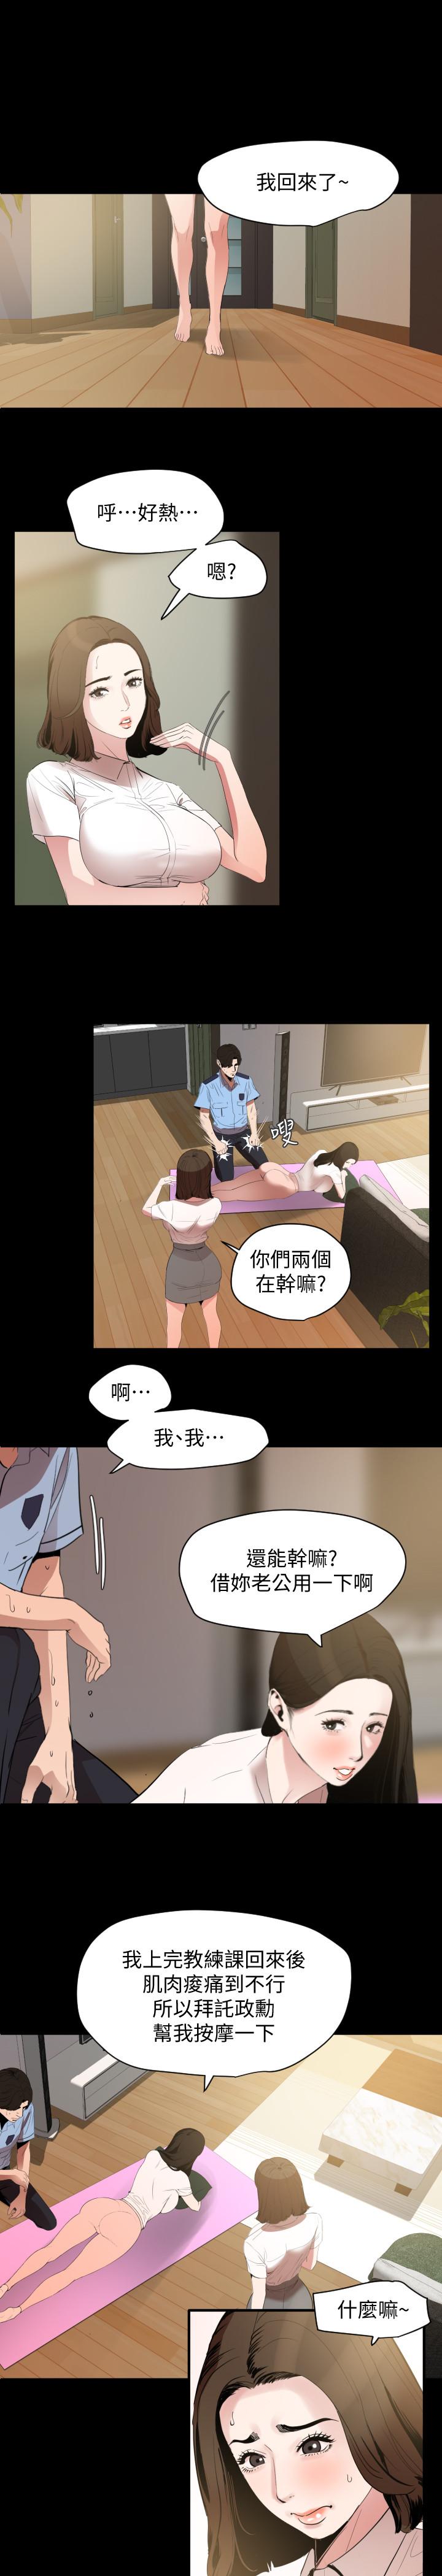 我回來了~
呼…好熱…
嗯?
嗖
你們兩個
在幹嘛?
啊…
我、我…
還能幹嘛?
借妳老公用一下啊
我上完教練課回來後
肌肉痠痛到不行
所以拜託政勳
幫我按摩一下
什麼嘛~